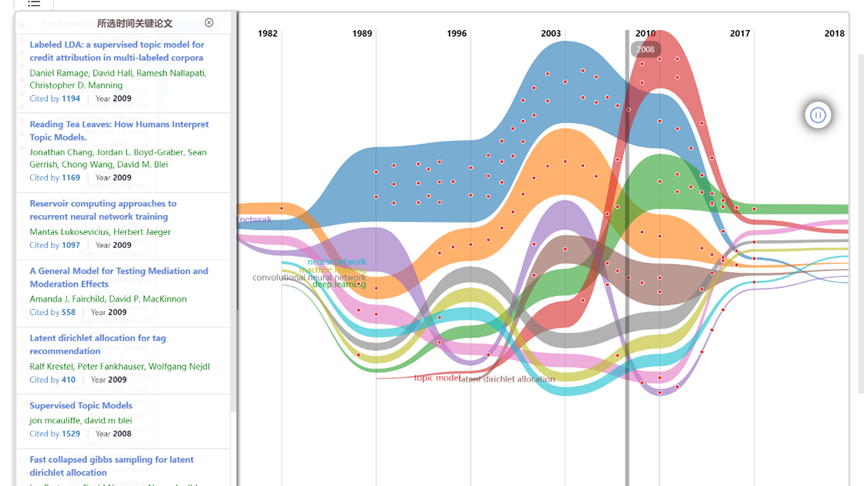 所选时间关键论文
Labeled LDA: a supervised topic model for
credit attribution in multi-labeled corpora
Daniel Ramage, David Hall, Ramesh Nallapati,
Christopher D. Manning
Cited by 1194 | Year 2009
Reading Tea Leaves: How Humans Interpret
Topic Models.
Jonathan Chang, Jordan L. Boyd-Graber, Sean
Gerrish, Chong Wang, David M. Blei
Cited by 1169 | Year 2009
Reservoir computing approaches to
recurrent neural network training
Mantas Lukosevicius, Herbert Jaeger
Cited by 1097 | Year 2009
A General Model for Testing Mediation and
Moderation Effects
Amanda J. Fairchild, David P. MacKinnon
Cited by 558 | Year 2009
Latent dirichlet allocation for tag
recommendation
Ralf Krestel, Peter Fankhauser, Wolfgang Nejdl
Cited by 410 | Year 2009
Supervised Topic Models
jon mcauliffe, david m blei
Cited by 1529 | Year 2008
Fast collapsed gibbs sampling for latent
dirichlet allocation
1982 1989 1996 2003 2010 2017 2018
2008
network
neural network
machine learning
convolutional neural network
deep learning
topic model
latent dirichlet allocation